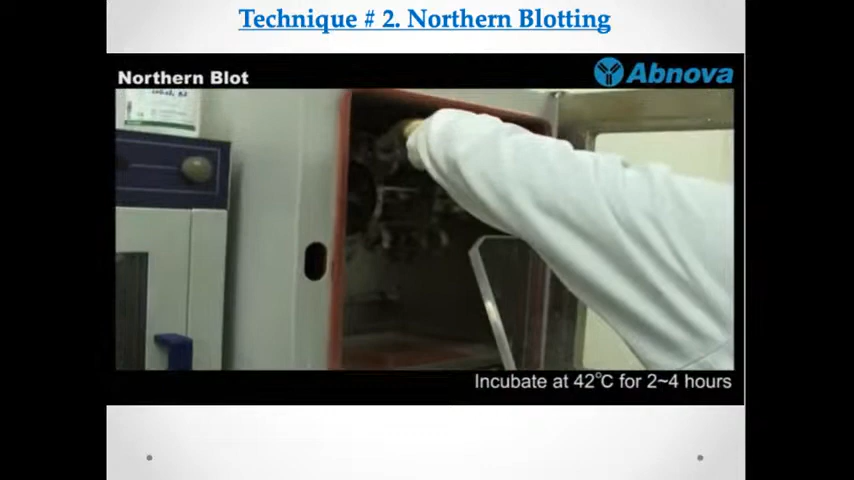 Technique # 2. Northern Blotting
Northern Blot
Abnova
Incubate at 42℃ for 2~4 hours